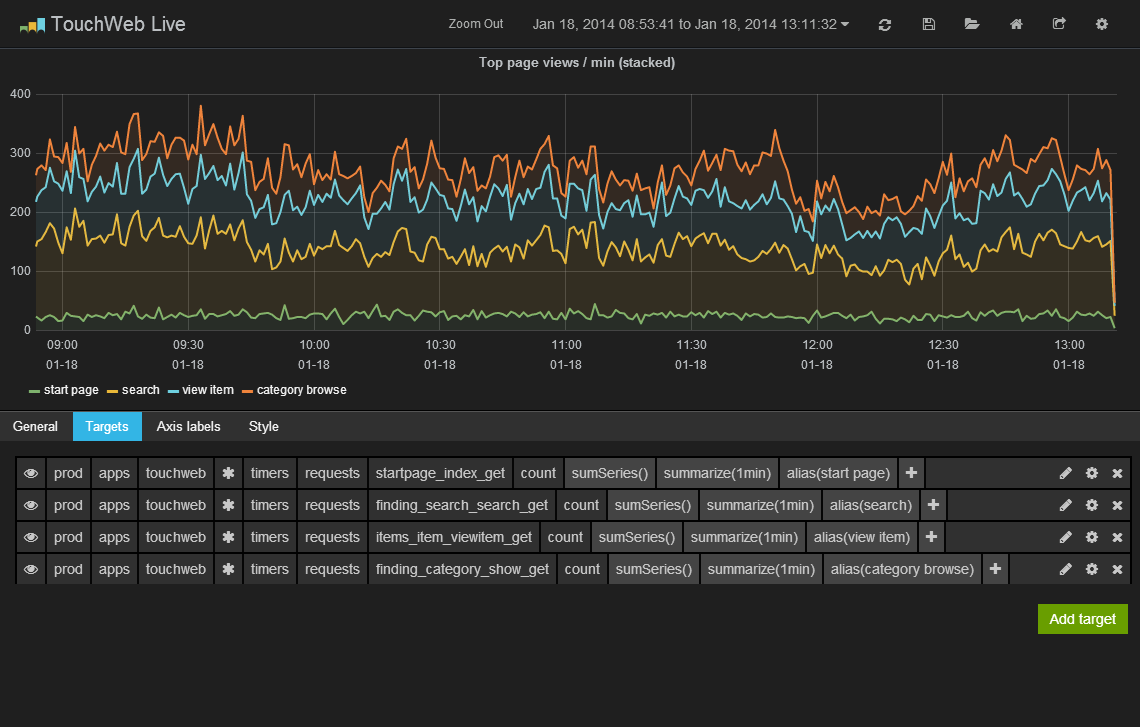 TouchWeb Live Zoom Out Jan 18, 2014 08:53:41 to Jan 18, 2014 13:11:32
Top page views / min (stacked)
400
300
200
100
0
09:00 09:30 10:00 10:30 11:00 11:30 12:00 12:30 13:00
01-18 01-18 01-18 01-18 01-18 01-18 01-18 01-18 01-18
start page search view item category browse
General Targets Axis labels Style
prod apps touchweb * timers requests startpage_index_get count sumSeries() summarize(1min) alias(start page) +
prod apps touchweb * timers requests finding_search_search_get count sumSeries() summarize(1min) alias(search) +
prod apps touchweb * timers requests items_item_viewitem_get count sumSeries() summarize(1min) alias(view item) +
prod apps touchweb * timers requests finding_category_show_get count sumSeries() summarize(1min) alias(category browse) +
Add target